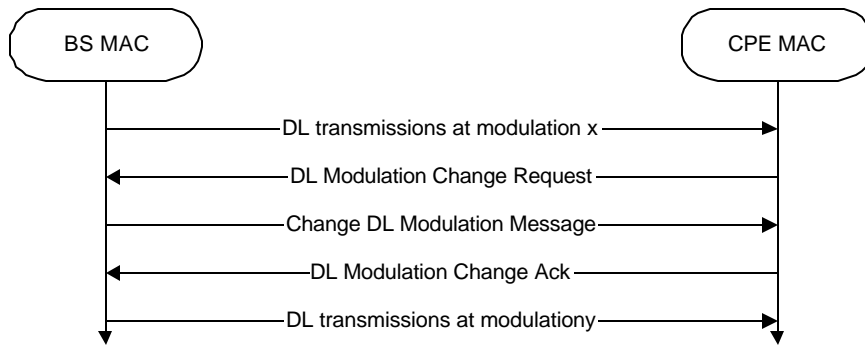 BS MAC
CPE MAC
DL transmissions at modulation x
DL Modulation Change Request
Change DL Modulation Message
DL Modulation Change Ack
DL transmissions at modulationy